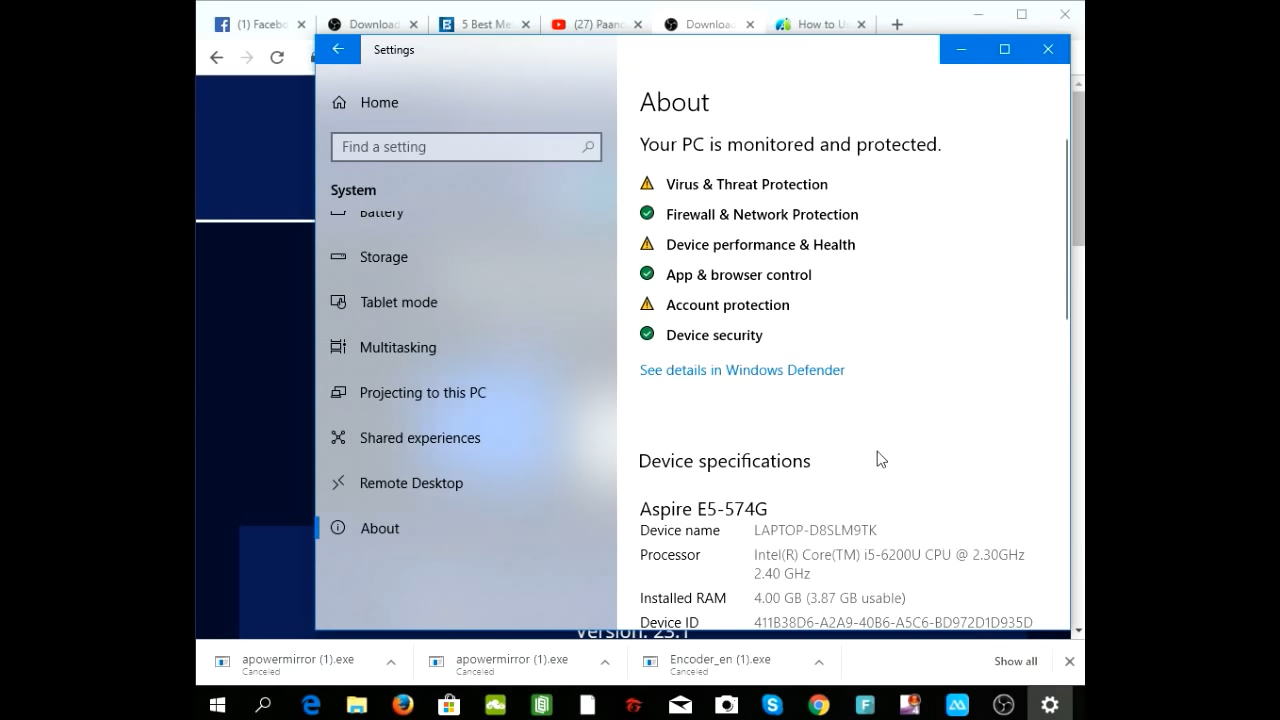 (1) Facebo
Download
5 Best Me
(27) Paano
Download
How to U
Settings
Home
Find a setting
System
Battery
Storage
Tablet mode
Multitasking
Projecting to this PC
Shared experiences
Remote Desktop
About
About
Your PC is monitored and protected.
Virus & Threat Protection
Firewall & Network Protection
Device performance & Health
App & browser control
Account protection
Device security
See details in Windows Defender
Device specifications
Aspire E5-574G
Device name LAPTOP-D8SLM9TK
Processor Intel(R) Core(TM) i5-6200U CPU @ 2.30GHz
2.40 GHz
Installed RAM 4.00 GB (3.87 GB usable)
Device ID 411B38D6-A2A9-40B6-A5C6-BD972D1D935D
Version: 23.1
apowermirror (1).exe
Canceled
apowermirror (1).exe
Canceled
Encoder_en (1).exe
Canceled
Show all